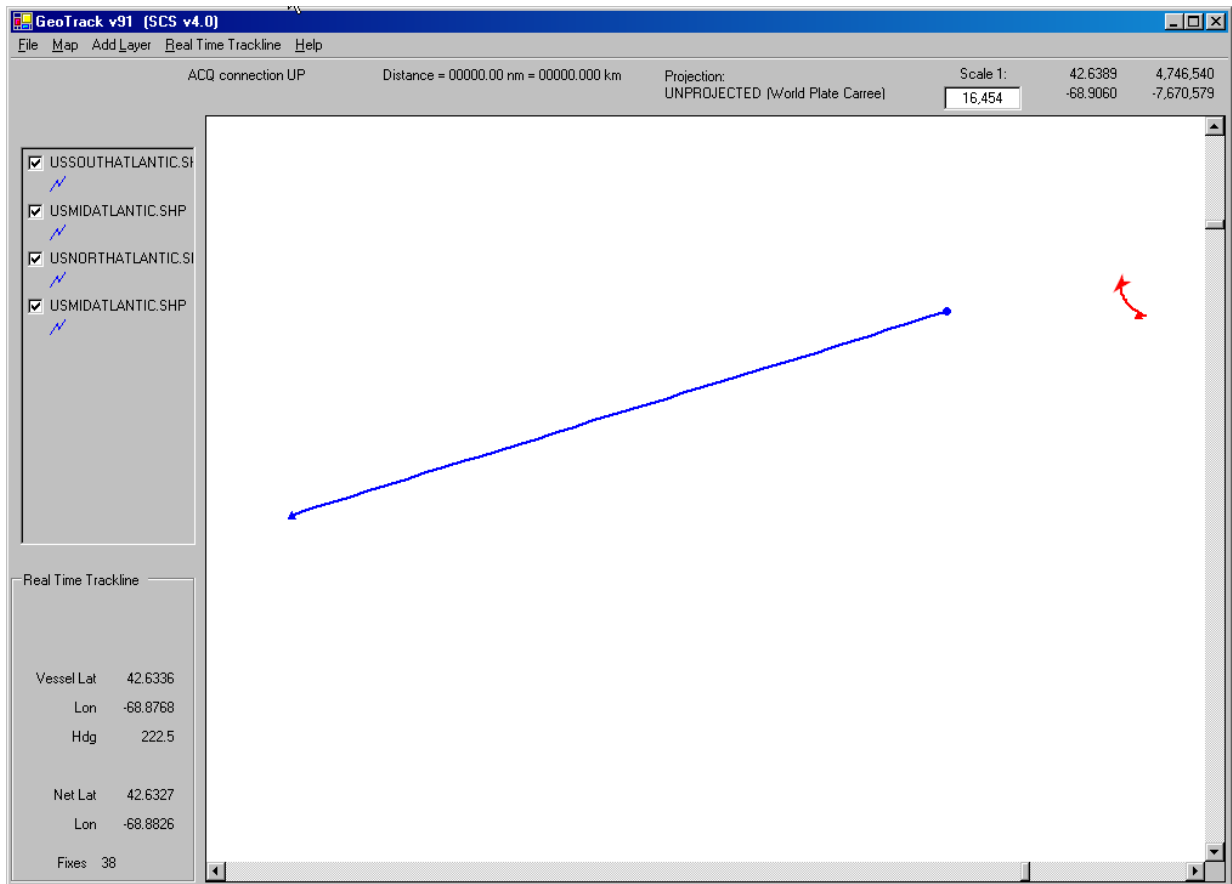 GeoTrack v91 (SCS v4.0)
File Map Add Layer Real Time Trackline Help
ACQ connection UP
Distance = 00000.00 nm = 00000.000 km
Projection:
UNPROJECTED (World Plate Carree)
Scale 1:
16,454
42.6389 4,746,540
-68.9060 -7,670,579
USSOUTHATLANTIC.SH
USMIDATLANTIC.SHP
USNORTHATLANTIC.SI
USMIDATLANTIC.SHP
Real Time Trackline
Vessel Lat 42.6336
Lon -68.8768
Hdg 222.5
Net Lat 42.6327
Lon -68.8826
Fixes 38